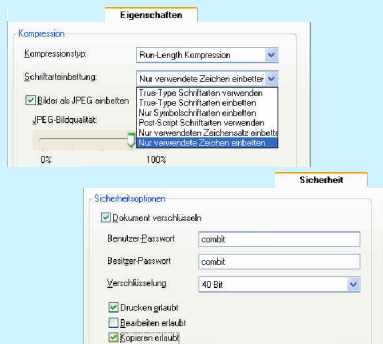 Eigenschaften
Kompression
Kompressionstyp:
Run-Length Kompression
Schriftarteinbettung:
Nur verwendete Zeichen einbetter
True-Type Schriftarten verwenden
True-Type Schriftarten einbetten
Nur Symbolschriftarten einbetten
Post-Script Schriftarten verwenden
Nur verwendeten Zeichensatz einbette
Nur verwendete Zeichen einbetten
Bilder als JPEG einbetten
JPEG-Bildqualität:
0% 100%
Sicherheit
Sicherheitsoptionen
Dokument verschlüsseln
Benutzer-Passwort combit
Besitzer-Passwort combit
Verschlüsselung 40 Bit
Drucken erlaubt
Bearbeiten erlaubt
Kopieren erlaubt